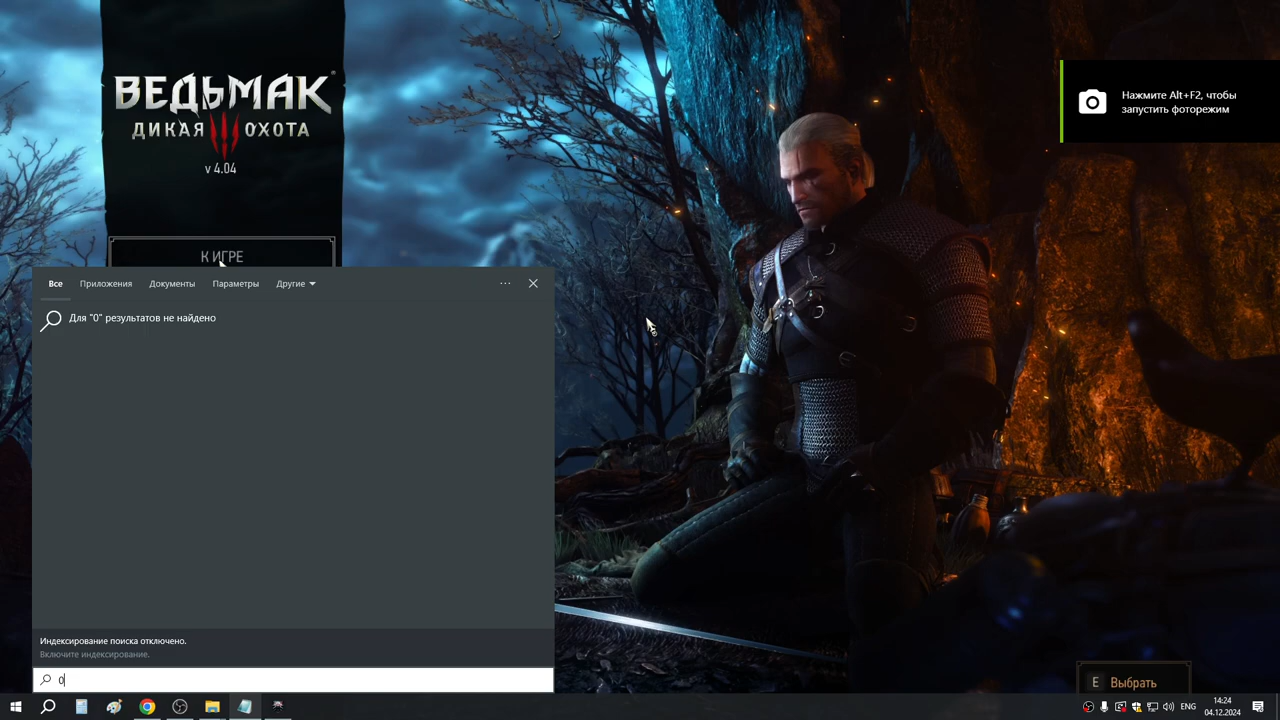 ВЕДЬМАК
ДИКАЯ III ОХОТА
v 4.04
К ИГРЕ
Нажмите Alt+F2, чтобы
запустить фоторежим
Все Приложения Документы Параметры Другие
Для "0" результатов не найдено
Индексирование поиска отключено.
Включите индексирование.
0
E Выбрать
ENG
14:24
04.12.2024